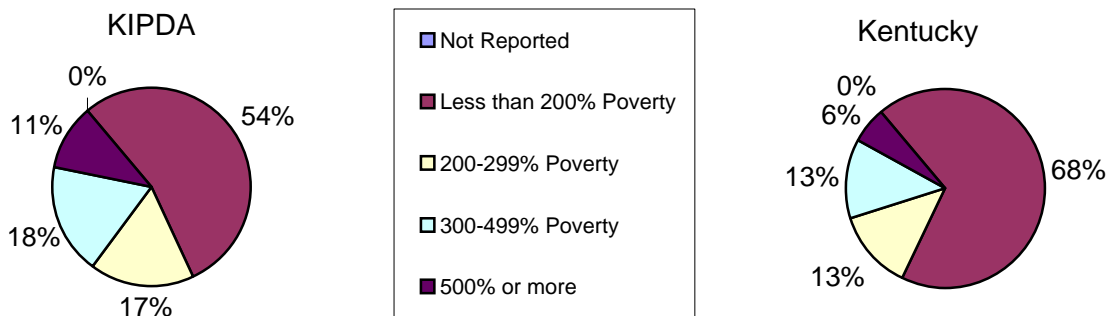 KIPDA
0%
54%
11%
18%
17%
Not Reported
Less than 200% Poverty
200-299% Poverty
300-499% Poverty
500% or more
Kentucky
0%
6%
68%
13%
13%